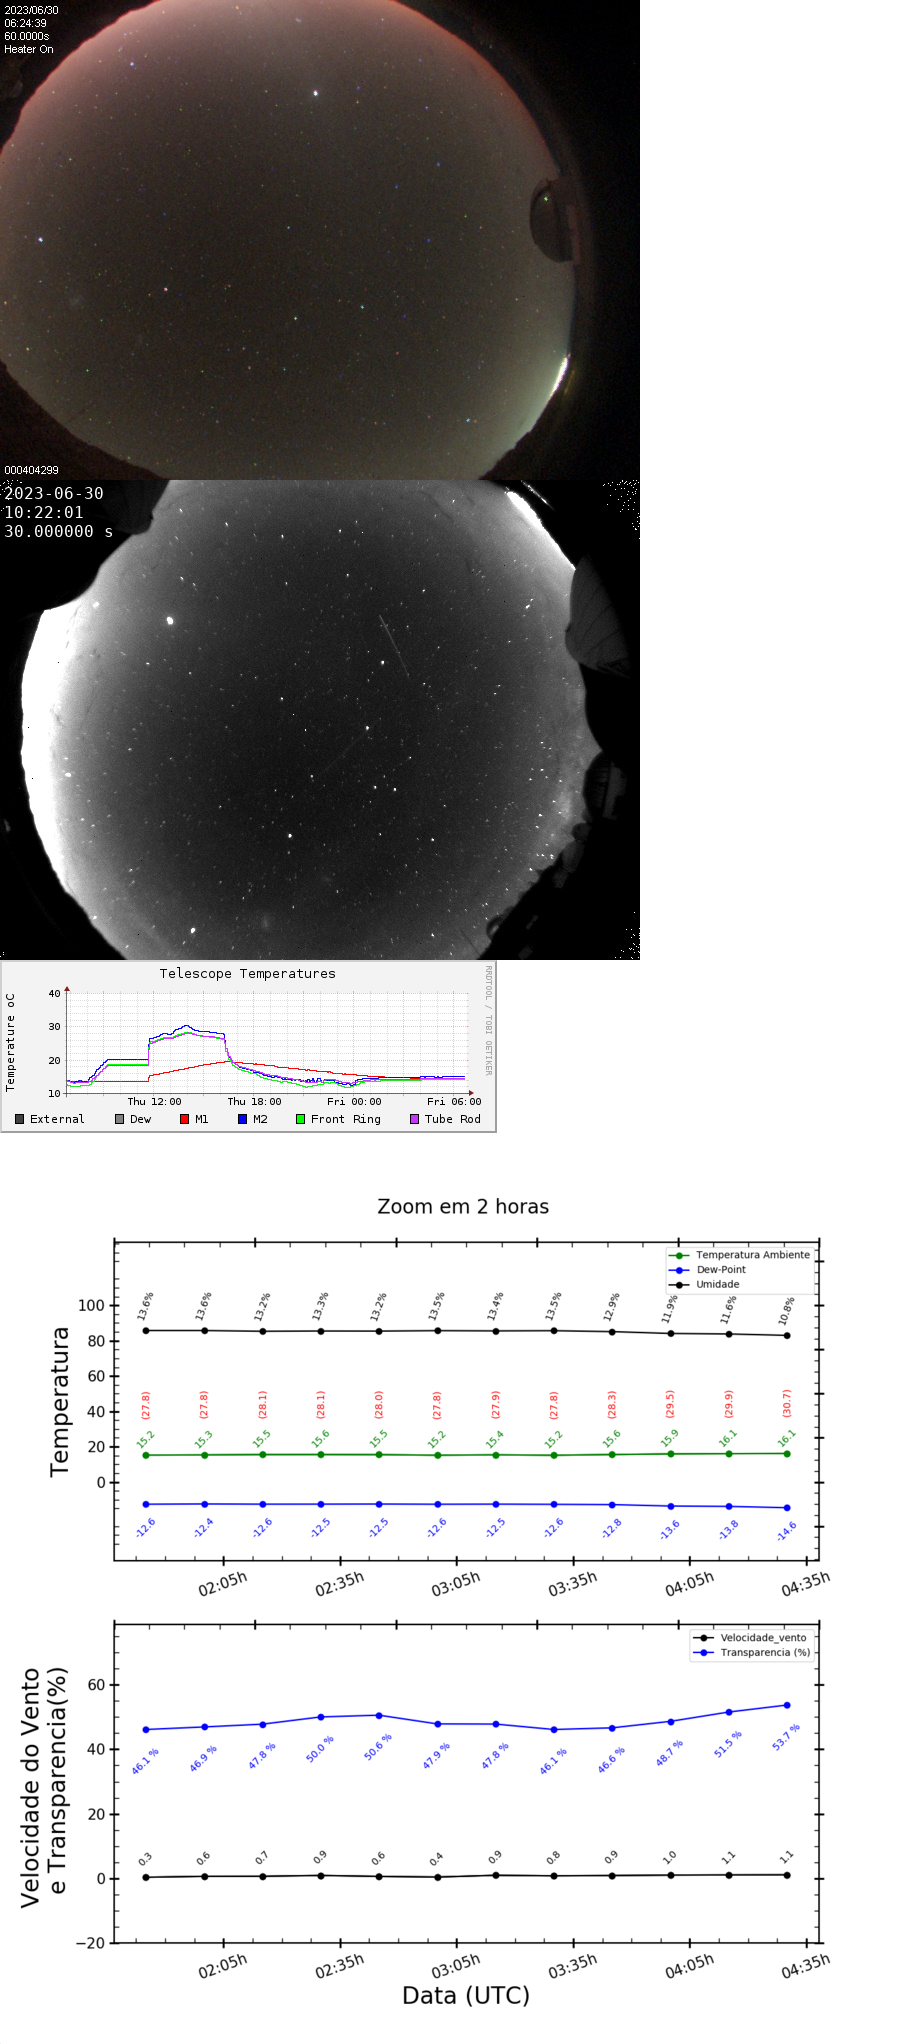 2023/06/30
06:24:39
60.0000s
Heater On
000404299
2023-06-30
10:22:01
30.000000 s
Telescope Temperatures
RRDTOOL / TOBI OETIKER
Temperature oC
40
30
20
10
Thu 12:00 Thu 18:00 Fri 00:00 Fri 06:00
External Dew M1 M2 Front Ring Tube Rod
Zoom em 2 horas
Temperatura Ambiente
Dew-Point
Umidade
Temperatura
100
80
60
40
20
0
13.6% 13.6% 13.2% 13.3% 13.2% 13.5% 13.4% 13.5% 12.9% 11.9% 11.6% 10.8%
(27.8) (27.8) (28.1) (28.1) (28.0) (27.8) (27.9) (27.8) (28.3) (29.5) (29.9) (30.7)
15.2 15.3 15.5 15.6 15.5 15.2 15.4 15.2 15.6 15.9 16.1 16.1
-12.6 -12.4 -12.6 -12.5 -12.5 -12.6 -12.5 -12.6 -12.8 -13.6 -13.8 -14.6
02:05h 02:35h 03:05h 03:35h 04:05h 04:35h
Velocidade_vento
Transparencia (%)
Velocidade do Vento
e Transparencia(%)
60
40
20
0
−20
46.1 % 46.9 % 47.8 % 50.0 % 50.6 % 47.9 % 47.8 % 46.1 % 46.6 % 48.7 % 51.5 % 53.7 %
0.3 0.6 0.7 0.9 0.6 0.4 0.9 0.8 0.9 1.0 1.1 1.1
02:05h 02:35h 03:05h 03:35h 04:05h 04:35h
Data (UTC)